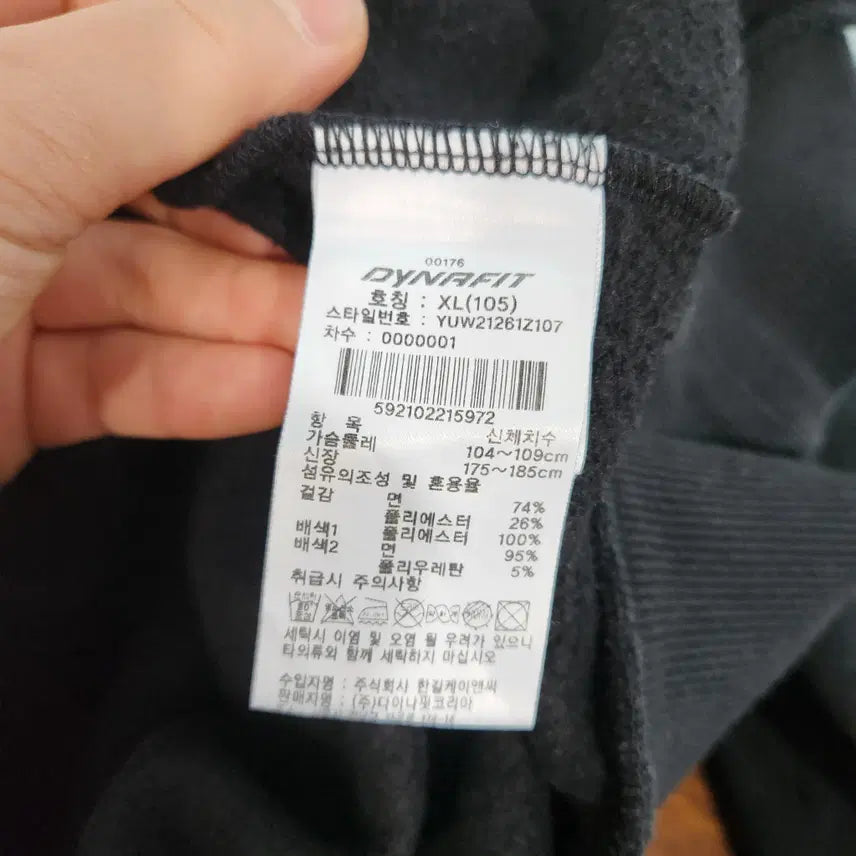 00176
DYNAFIT
호칭 : XL(105)
스타일번호 : YUW21261Z107
차수 : 0000001
592102215972
항 목 신체치수
가슴둘레 104~109cm
신장 175~185cm
섬유의조성 및 혼용율
겉감 면 74%
폴리에스터 26%
배색1 폴리에스터 100%
배색2 면 95%
폴리우레탄 5%
취급시 주의사항
세탁시 이염 및 오염 될 우려가 있으니
타의류와 함께 세탁하지 마십시오
수입자명 : 주식회사 한길케이앤씨
판매자명 : (주)다이나핏코리아